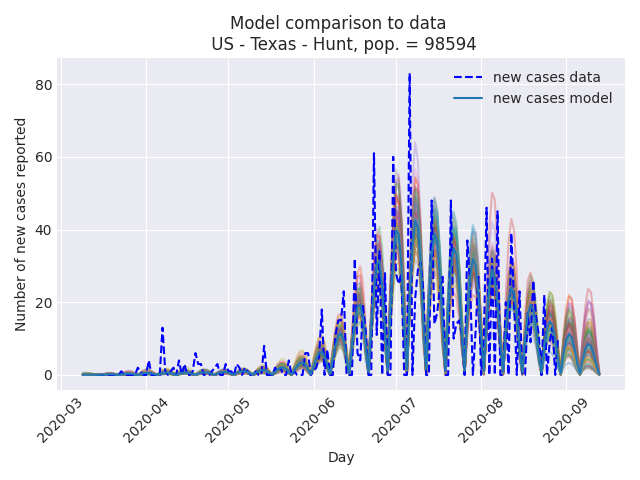 Model comparison to data
US - Texas - Hunt, pop. = 98594
new cases data
new cases model
Number of new cases reported
80
60
40
20
0
2020-03
2020-04
2020-05
2020-06
2020-07
2020-08
2020-09
Day